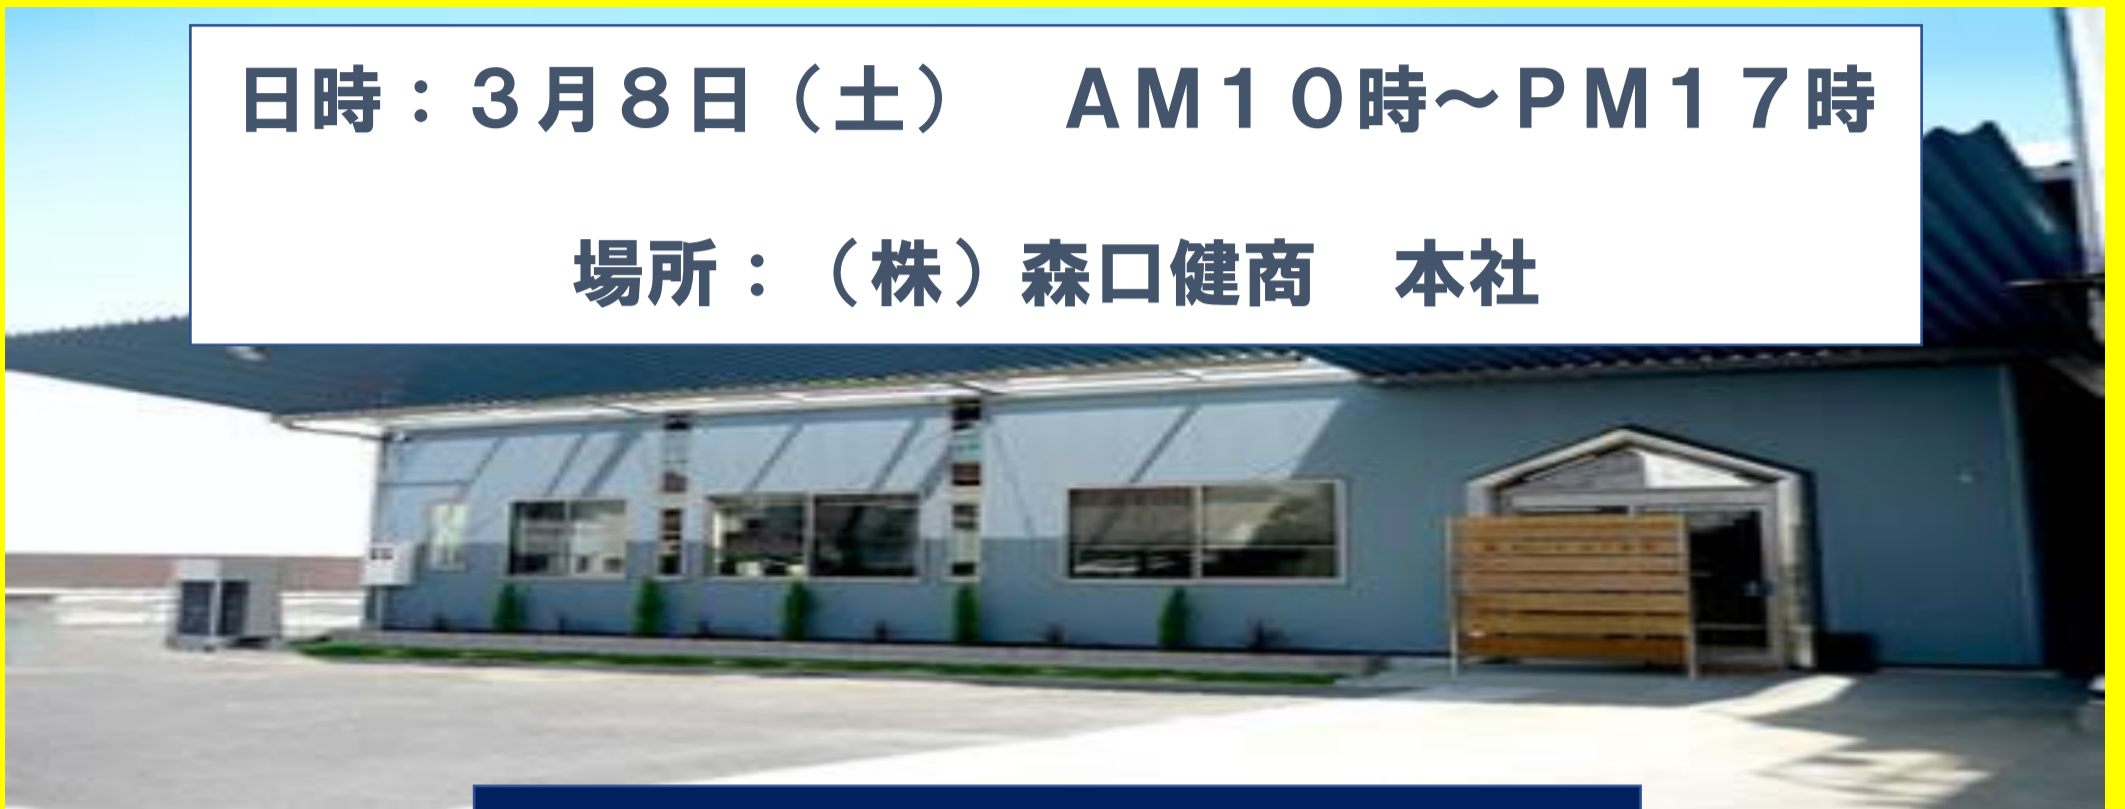 日時：３月８日（土）　ＡＭ１０時～ＰＭ１７時
場所：（株）森口健商　本社